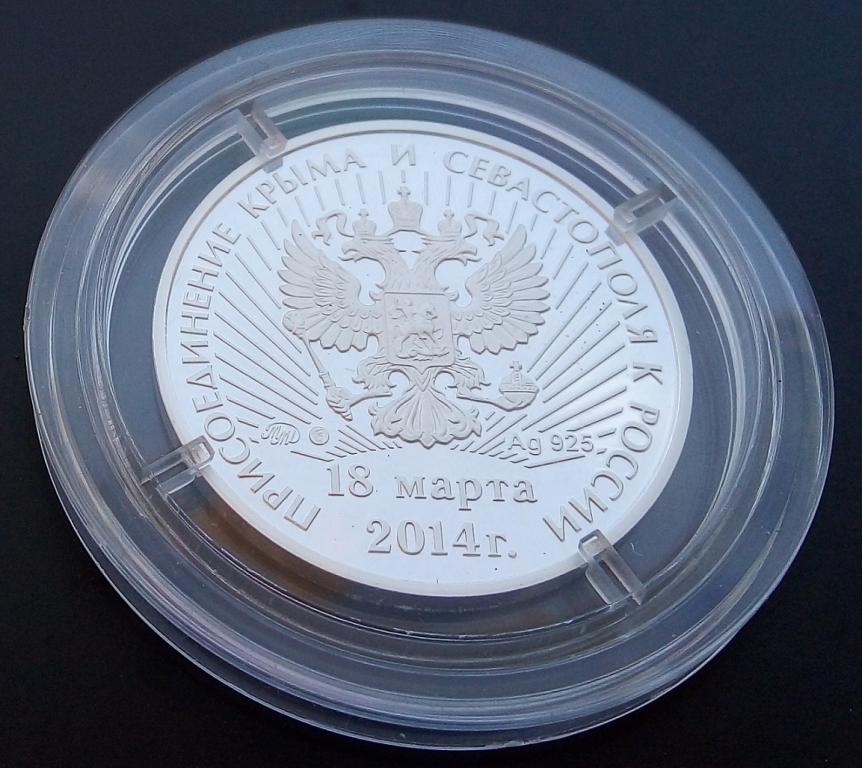 ПРИСОЕДИНЕНИЕ КРЫМА И СЕВАСТОПОЛЯ К РОССИИ
ММД
Ag 925
18 марта
2014г.